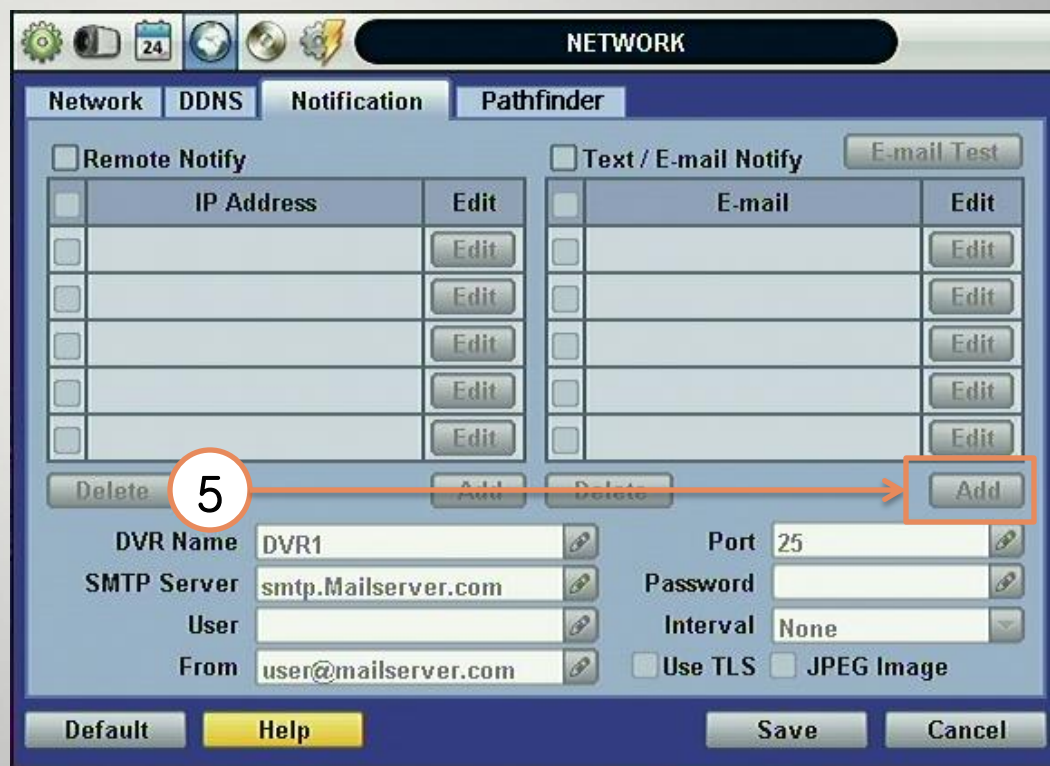 24
NETWORK
Network DDNS Notification Pathfinder
Remote Notify Text / E-mail Notify E-mail Test
IP Address Edit E-mail Edit
Edit Edit
Edit Edit
Edit Edit
Edit Edit
Edit Edit
Delete 5 Add Delete Add
DVR Name DVR1 Port 25
SMTP Server smtp.Mailserver.com Password
User Interval None
From user@mailserver.com Use TLS JPEG Image
Default Help Save Cancel